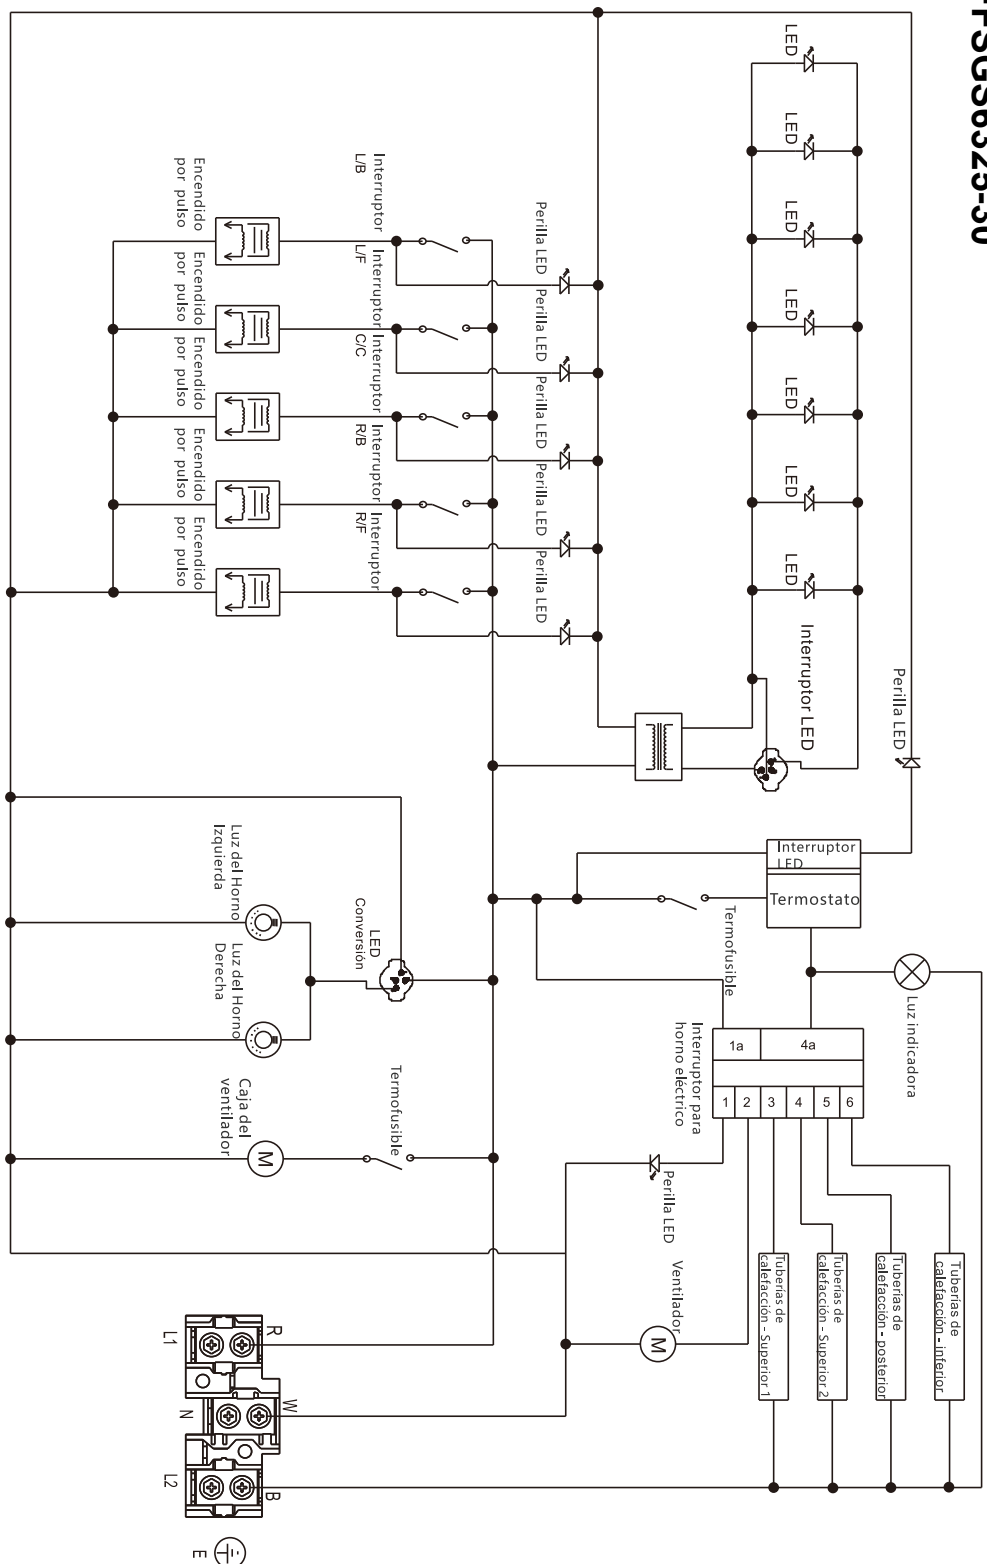 FSGS6325-30
LED
LED
LED
LED
LED
LED
LED
Interruptor LED
Perilla LED
Interruptor
LED
Termostato
Termofusible
Luz indicadora
Interruptor para
horno eléctrico
1a
4a
1
2
3
4
5
6
Tuberías de
calefacción - inferior
Tuberías de
calefacción - posterior
Tuberías de
calefacción - Superior 2
Tuberías de
calefacción - Superior 1
Perilla LED
Ventilador
M
Perilla LED
Perilla LED
Perilla LED
Perilla LED
Perilla LED
Interruptor
L/B
Interruptor
L/F
Interruptor
C/C
Interruptor
R/B
Interruptor
R/F
Encendido
por pulso
Encendido
por pulso
Encendido
por pulso
Encendido
por pulso
Encendido
por pulso
LED
Conversión
Luz del Horno
Izquierda
Luz del Horno
Derecha
Termofusible
Caja del
ventilador
M
R
W
B
L1
N
L2
E